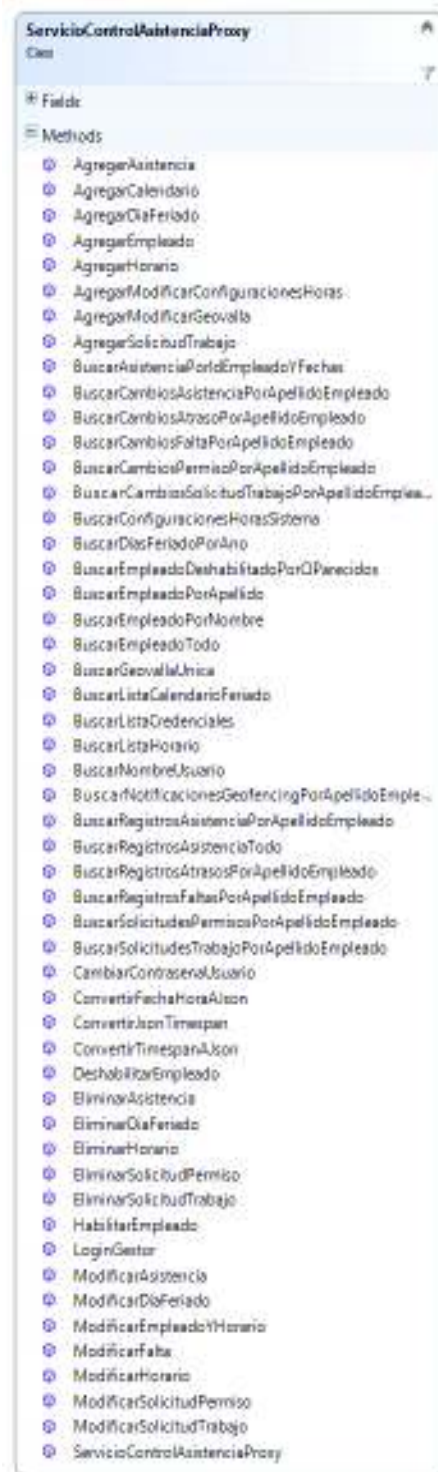 ServicioControlAsistenciaProxy
Class
Fields
Methods
AgregarAsistencia
AgregarCalendario
AgregarDiaFeriado
AgregarEmpleado
AgregarHorario
AgregarModificarConfiguracionesHoras
AgregarModificarGeovalla
AgregarSolicitudTrabajo
BuscarAsistenciaPorIdEmpleadoYFechas
BuscarCambiosAsistenciaPorApellidoEmpleado
BuscarCambiosAtrasoPorApellidoEmpleado
BuscarCambiosFaltaPorApellidoEmpleado
BuscarCambiosPermisoPorApellidoEmpleado
BuscarCambiosSolicitudTrabajoPorApellidoEmplea...
BuscarConfiguracionesHorasSistema
BuscarDiasFeriadoPorAno
BuscarEmpleadoDeshabilitadoPorCIParecidos
BuscarEmpleadoPorApellido
BuscarEmpleadoPorNombre
BuscarEmpleadoTodo
BuscarGeovallaUnica
BuscarListaCalendarioFeriado
BuscarListaCredenciales
BuscarListaHorario
BuscarNombreUsuario
BuscarNotificacionesGeofencingPorApellidoEmple...
BuscarRegistrosAsistenciaPorApellidoEmpleado
BuscarRegistrosAsistenciaTodo
BuscarRegistrosAtrasosPorApellidoEmpleado
BuscarRegistrosFaltasPorApellidoEmpleado
BuscarSolicitudesPermisosPorApellidoEmpleado
BuscarSolicitudesTrabajoPorApellidoEmpleado
CambiarContrasenaUsuario
ConvertirFechaHoraAJson
ConvertirJsonTimespan
ConvertirTimespanAJson
DeshabilitarEmpleado
EliminarAsistencia
EliminarDiaFeriado
EliminarHorario
EliminarSolicitudPermiso
EliminarSolicitudTrabajo
HabilitarEmpleado
LoginGestor
ModificarAsistencia
ModificarDiaFeriado
ModificarEmpleadoYHorario
ModificarFalta
ModificarHorario
ModificarSolicitudPermiso
ModificarSolicitudTrabajo
ServicioControlAsistenciaProxy